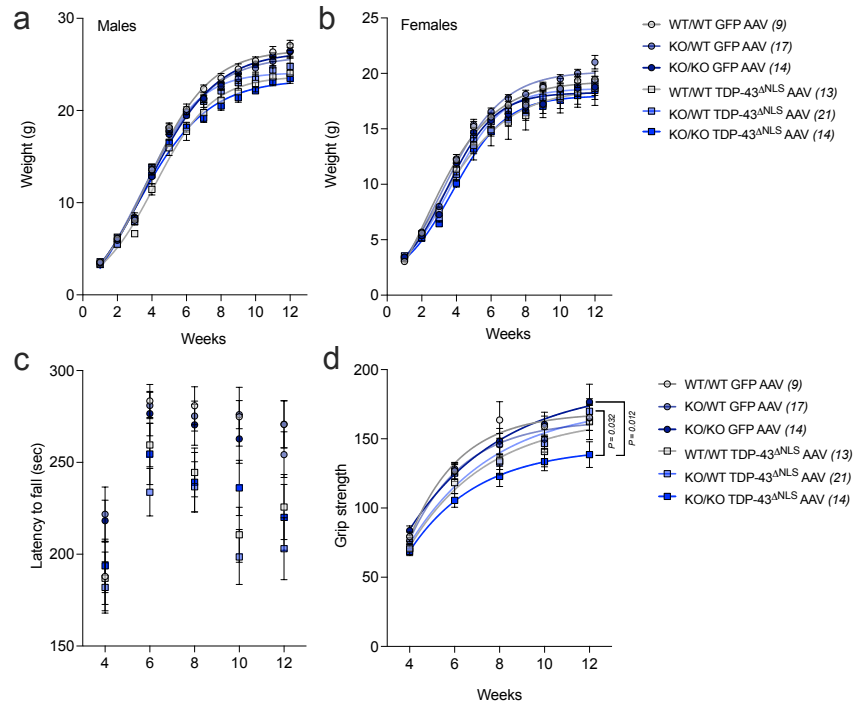 a
Males
Weight (g)
30
20
10
0
0 2 4 6 8 10 12
Weeks
b
Females
Weight (g)
25
20
15
10
5
0
0 2 4 6 8 10 12
Weeks
WT/WT GFP AAV (9)
KO/WT GFP AAV (17)
KO/KO GFP AAV (14)
WT/WT TDP-43ΔNLS AAV (13)
KO/WT TDP-43ΔNLS AAV (21)
KO/KO TDP-43ΔNLS AAV (14)
c
Latency to fall (sec)
300
250
200
150
4 6 8 10 12
d
Grip strength
200
150
100
50
0
4 6 8 10 12
Weeks
P = 0.032
P = 0.012
WT/WT GFP AAV (9)
KO/WT GFP AAV (17)
KO/KO GFP AAV (14)
WT/WT TDP-43ΔNLS AAV (13)
KO/WT TDP-43ΔNLS AAV (21)
KO/KO TDP-43ΔNLS AAV (14)